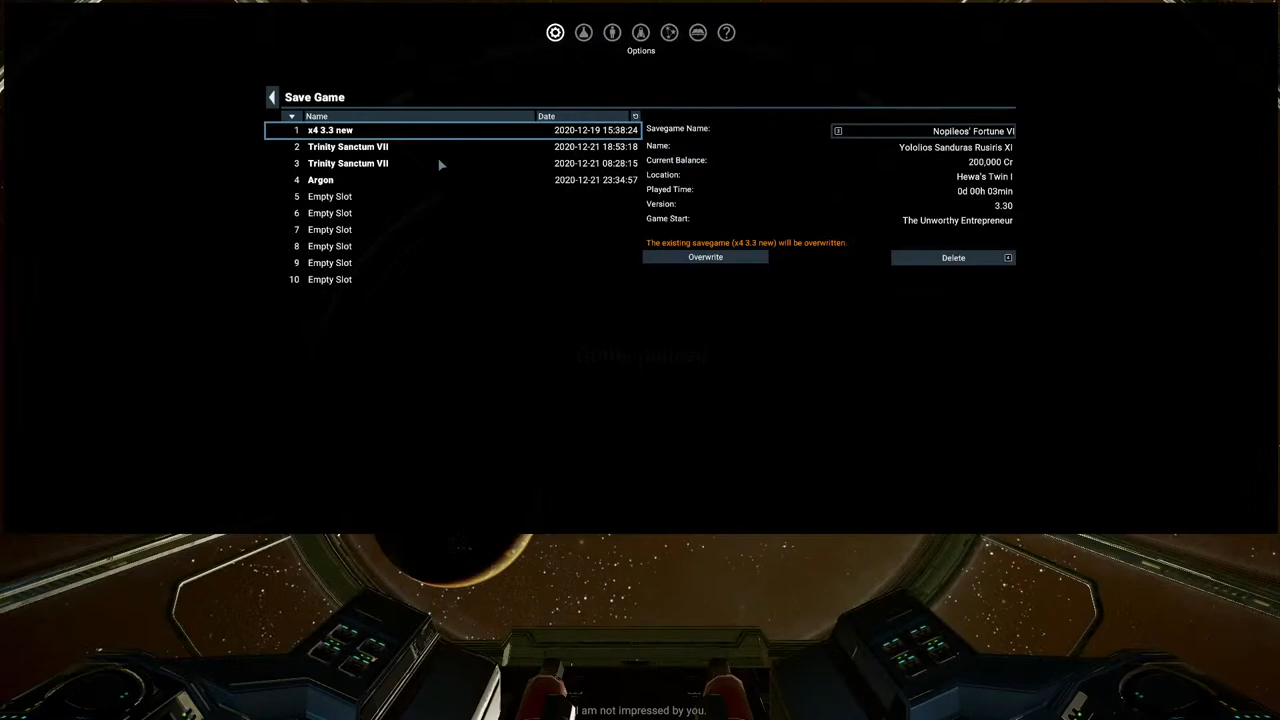 Options
Save Game
Name Date
1 x4 3.3 new 2020-12-19 15:38:24
2 Trinity Sanctum VII 2020-12-21 18:53:18
3 Trinity Sanctum VII 2020-12-21 08:28:15
4 Argon 2020-12-21 23:34:57
5 Empty Slot
6 Empty Slot
7 Empty Slot
8 Empty Slot
9 Empty Slot
10 Empty Slot
Savegame Name: Nopileos' Fortune VI
Name: Yololios Sanduras Rusiris XI
Current Balance: 200,000 Cr
Location: Hewa's Twin I
Played Time: 0d 00h 03min
Version: 3.30
Game Start: The Unworthy Entrepreneur
The existing savegame (x4 3.3 new) will be overwritten.
Overwrite Delete
I am not impressed by you.